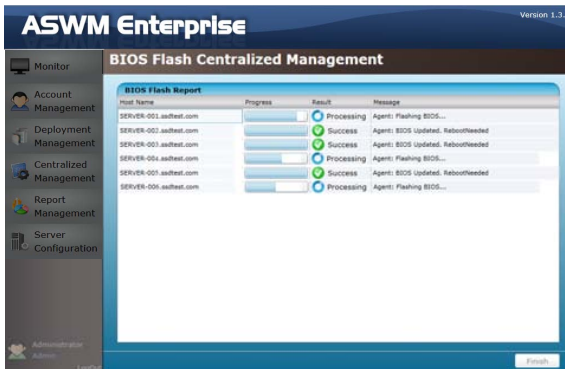 ASWM Enterprise
Version 1.3.
Monitor
Account Management
Deployment Management
Centralized Management
Report Management
Server Configuration
Administrator
Admin
BIOS Flash Centralized Management
BIOS Flash Report
Host Name Progress Result Message
SERVER-001.asdtest.com Processing Agent: Flashing BIOS...
SERVER-002.asdtest.com Success Agent: BIOS Updated. RebootNeeded
SERVER-003.asdtest.com Success Agent: BIOS Updated. RebootNeeded
SERVER-004.asdtest.com Processing Agent: Flashing BIOS...
SERVER-005.asdtest.com Success Agent: BIOS Updated. RebootNeeded
SERVER-006.asdtest.com Processing Agent: Flashing BIOS...
Finish